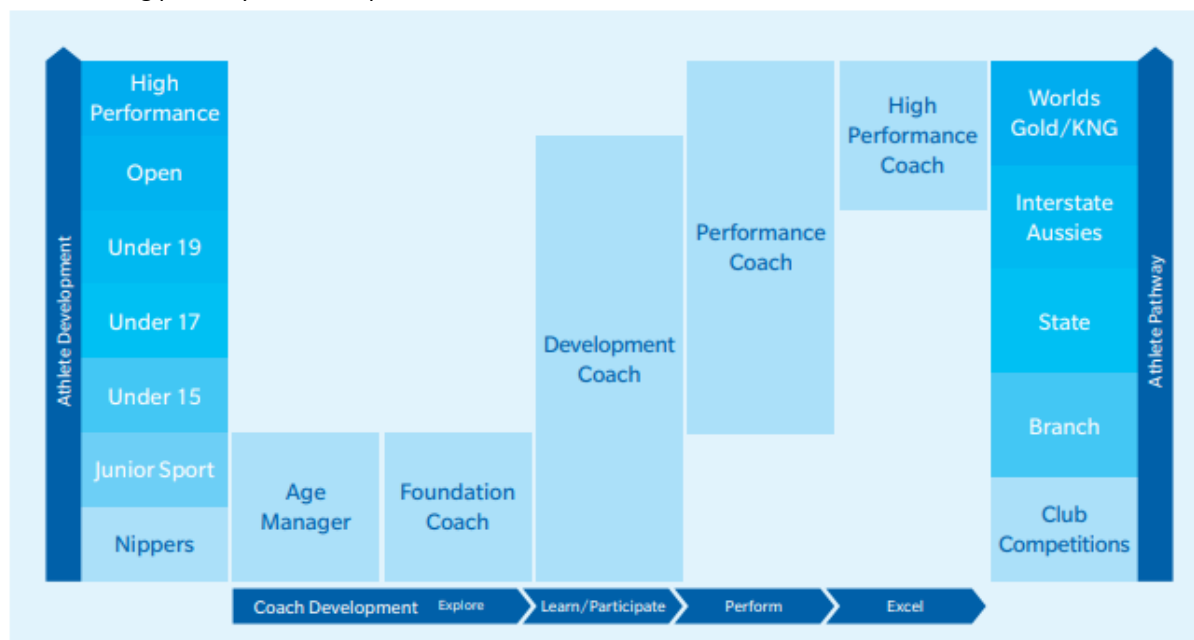 High
Performance
Open
Under 19
Under 17
Under 15
Junior Sport
Nippers
Athlete Development
Age
Manager
Foundation
Coach
Development
Coach
Performance
Coach
High
Performance
Coach
Worlds
Gold/KNG
Interstate
Aussies
State
Branch
Club
Competitions
Athlete Pathway
Coach Development Explore
Learn/Participate
Perform
Excel